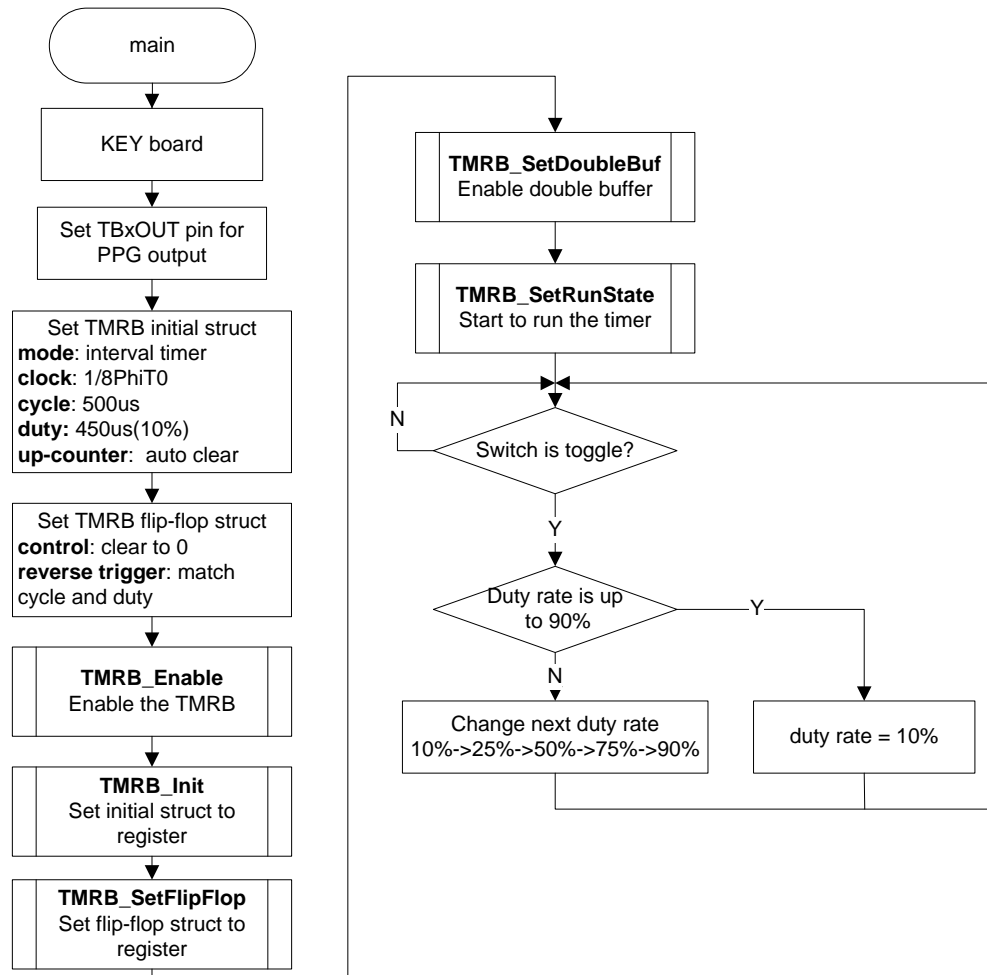 main
KEY board
Set TBxOUT pin for
PPG output
Set TMRB initial struct
mode: interval timer
clock: 1/8PhiT0
cycle: 500us
duty: 450us(10%)
up-counter:  auto clear
Set TMRB flip-flop struct
control: clear to 0
reverse trigger: match
cycle and duty
TMRB_Enable
Enable the TMRB
TMRB_Init
Set initial struct to
register
TMRB_SetFlipFlop
Set flip-flop struct to
register
TMRB_SetDoubleBuf
Enable double buffer
TMRB_SetRunState
Start to run the timer
N
Switch is toggle?
Y
Duty rate is up
to 90%
Y
N
Change next duty rate
10%->25%->50%->75%->90%
duty rate = 10%